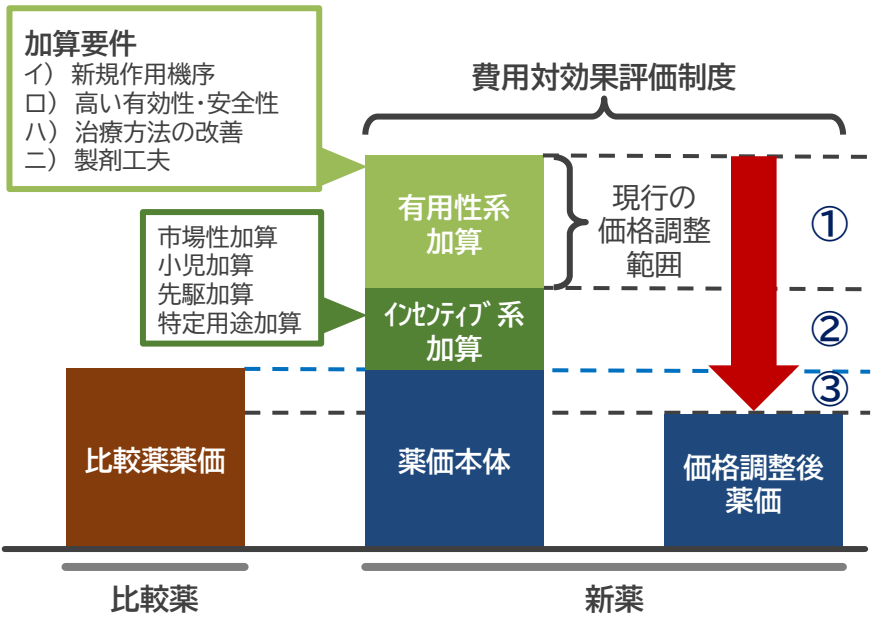 加算要件
イ） 新規作用機序
ロ） 高い有効性・安全性
ハ） 治療方法の改善
ニ） 製剤工夫
費用対効果評価制度
有用性系
加算
現行の
価格調整
範囲
①
市場性加算
小児加算
先駆加算
特定用途加算
インセンティブ系
加算
②
③
比較薬薬価
薬価本体
価格調整後
薬価
比較薬
新薬